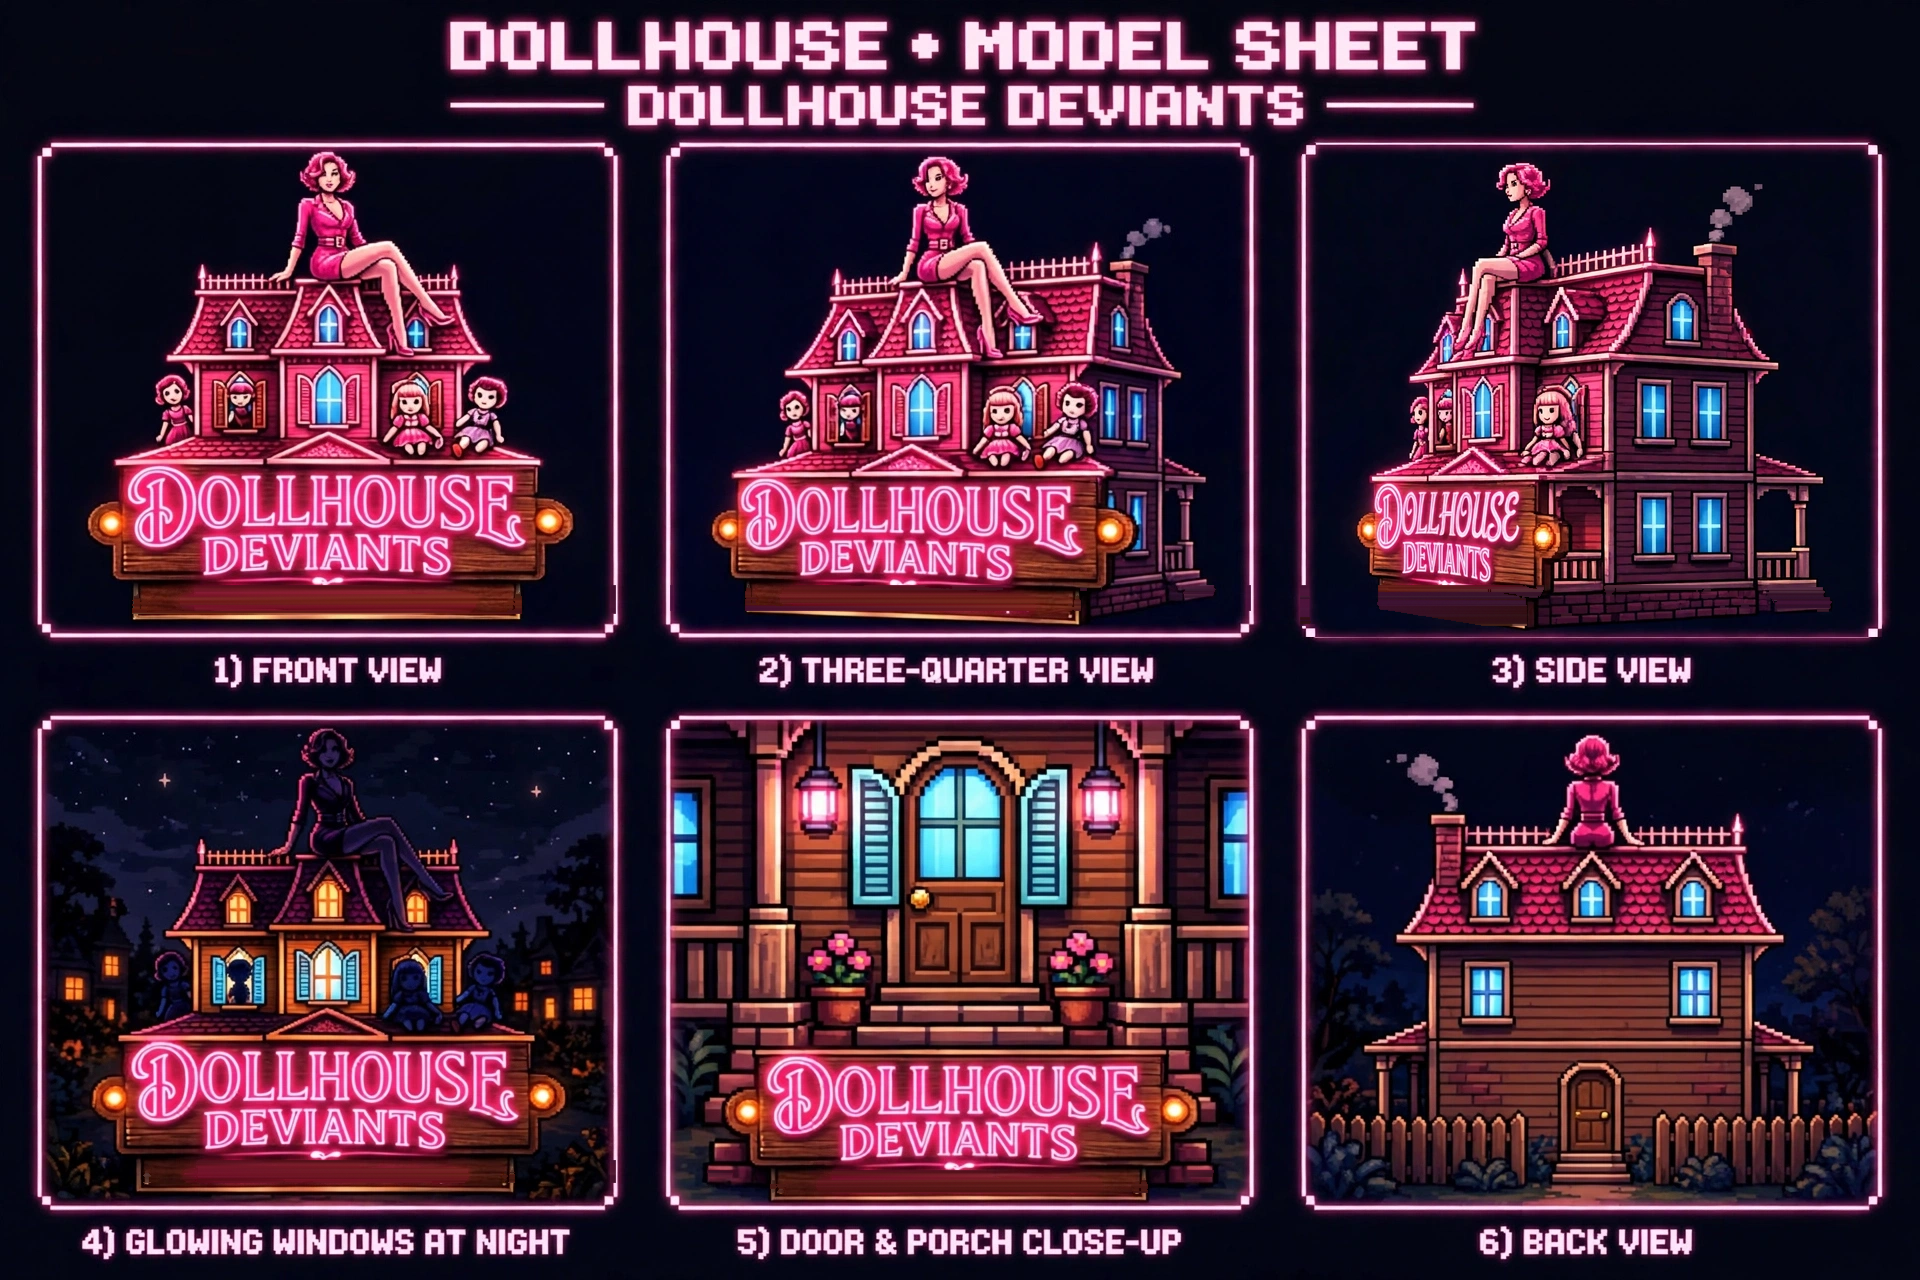 DOLLHOUSE • MODEL SHEET
DOLLHOUSE DEVIANTS
DOLLHOUSE
DEVIANTS
1) FRONT VIEW
DOLLHOUSE
DEVIANTS
2) THREE-QUARTER VIEW
DOLLHOUSE
DEVIANTS
3) SIDE VIEW
DOLLHOUSE
DEVIANTS
4) GLOWING WINDOWS AT NIGHT
DOLLHOUSE
DEVIANTS
5) DOOR & PORCH CLOSE-UP
6) BACK VIEW